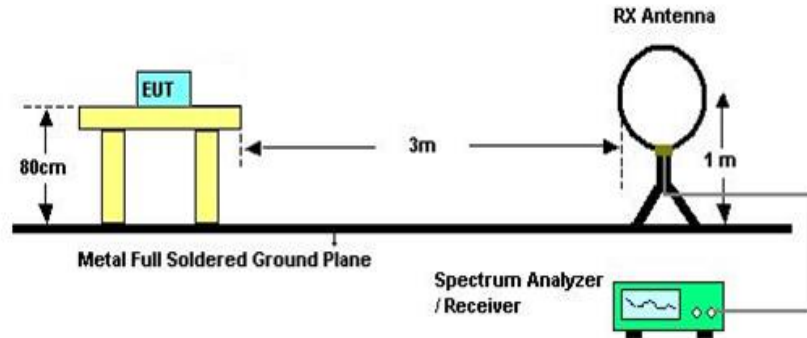 RX Antenna
EUT
3m
80cm
1 m
Metal Full Soldered Ground Plane
Spectrum Analyzer
/ Receiver